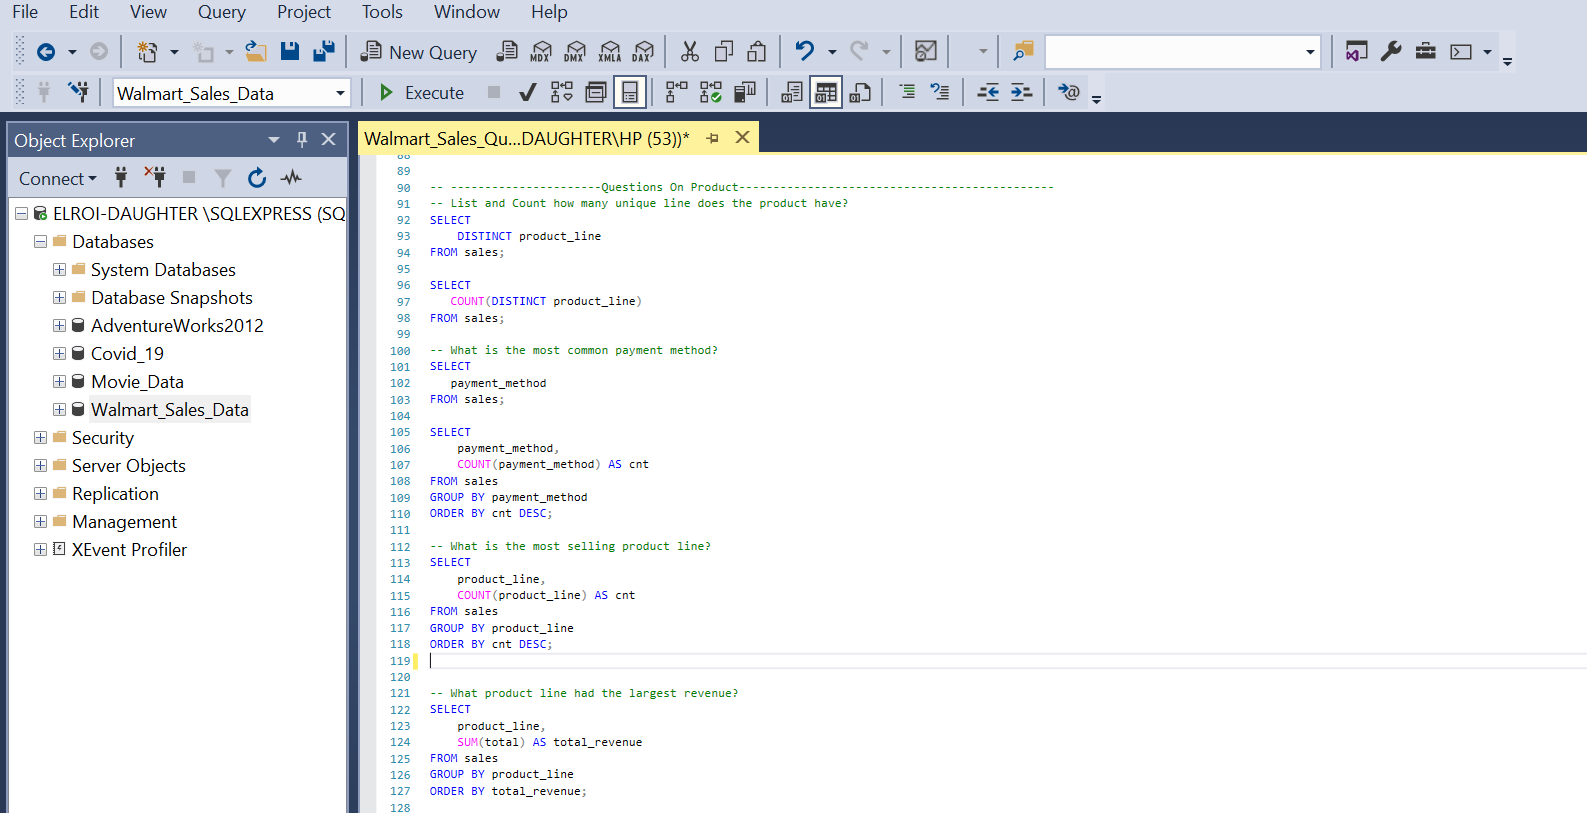 File Edit View Query Project Tools Window Help
New Query MDX DMX XMLA DAX
Walmart_Sales_Data Execute
Object Explorer
Walmart_Sales_Qu...DAUGHTER\HP (53))*
Connect
ELROI-DAUGHTER \SQLEXPRESS (SQ
Databases
System Databases
Database Snapshots
AdventureWorks2012
Covid_19
Movie_Data
Walmart_Sales_Data
Security
Server Objects
Replication
Management
XEvent Profiler
88
89
90 -- ----------------------Questions On Product----------------------------------------------
91 -- List and Count how many unique line does the product have?
92 SELECT
93 DISTINCT product_line
94 FROM sales;
95
96 SELECT
97 COUNT(DISTINCT product_line)
98 FROM sales;
99
100 -- What is the most common payment method?
101 SELECT
102 payment_method
103 FROM sales;
104
105 SELECT
106 payment_method,
107 COUNT(payment_method) AS cnt
108 FROM sales
109 GROUP BY payment_method
110 ORDER BY cnt DESC;
111
112 -- What is the most selling product line?
113 SELECT
114 product_line,
115 COUNT(product_line) AS cnt
116 FROM sales
117 GROUP BY product_line
118 ORDER BY cnt DESC;
119
120
121 -- What product line had the largest revenue?
122 SELECT
123 product_line,
124 SUM(total) AS total_revenue
125 FROM sales
126 GROUP BY product_line
127 ORDER BY total_revenue;
128